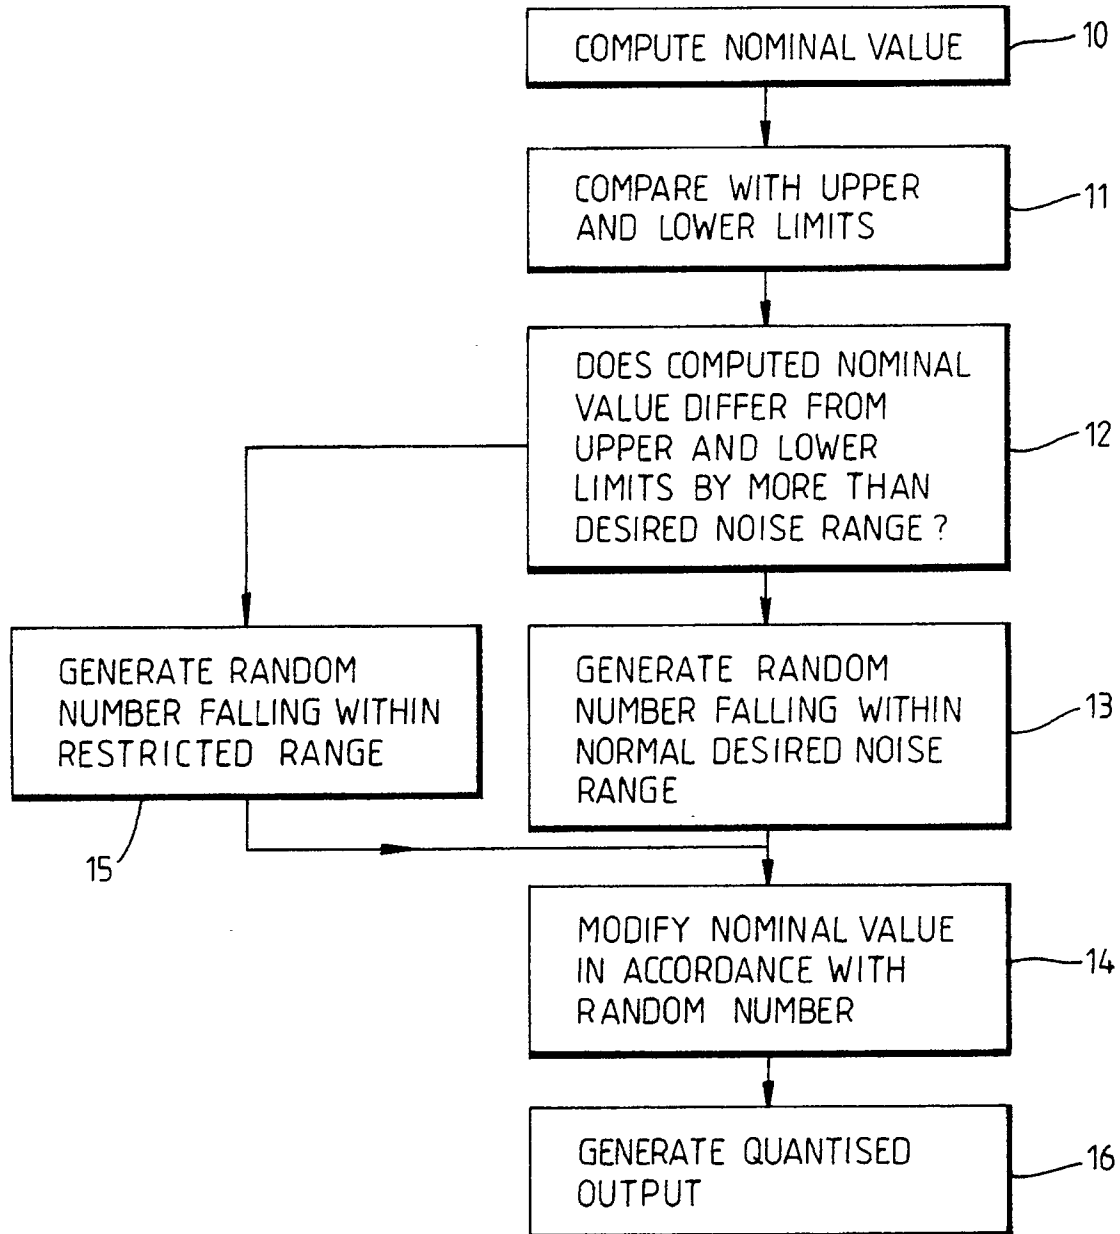 COMPUTE NOMINAL VALUE
10
COMPARE WITH UPPER
AND LOWER LIMITS
11
DOES COMPUTED NOMINAL
VALUE DIFFER FROM
UPPER AND LOWER
LIMITS BY MORE THAN
DESIRED NOISE RANGE ?
12
GENERATE RANDOM
NUMBER FALLING WITHIN
RESTRICTED RANGE
15
GENERATE RANDOM
NUMBER FALLING WITHIN
NORMAL DESIRED NOISE
RANGE
13
MODIFY NOMINAL VALUE
IN ACCORDANCE WITH
RANDOM NUMBER
14
GENERATE QUANTISED
OUTPUT
16